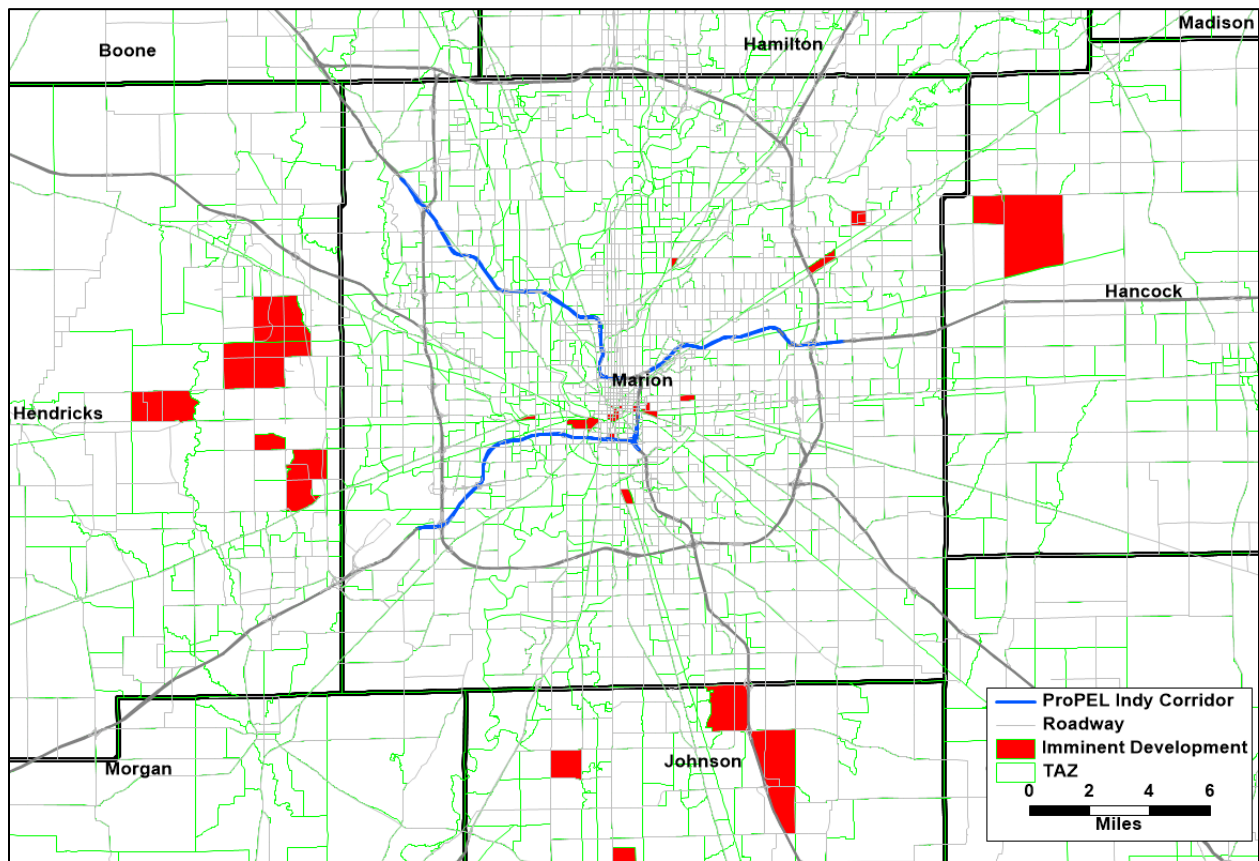 Madison
Boone
Hamilton
Hancock
Marion
Hendricks
ProPEL Indy Corridor
Roadway
Imminent Development
TAZ
0 2 4 6
Miles
Johnson
Morgan